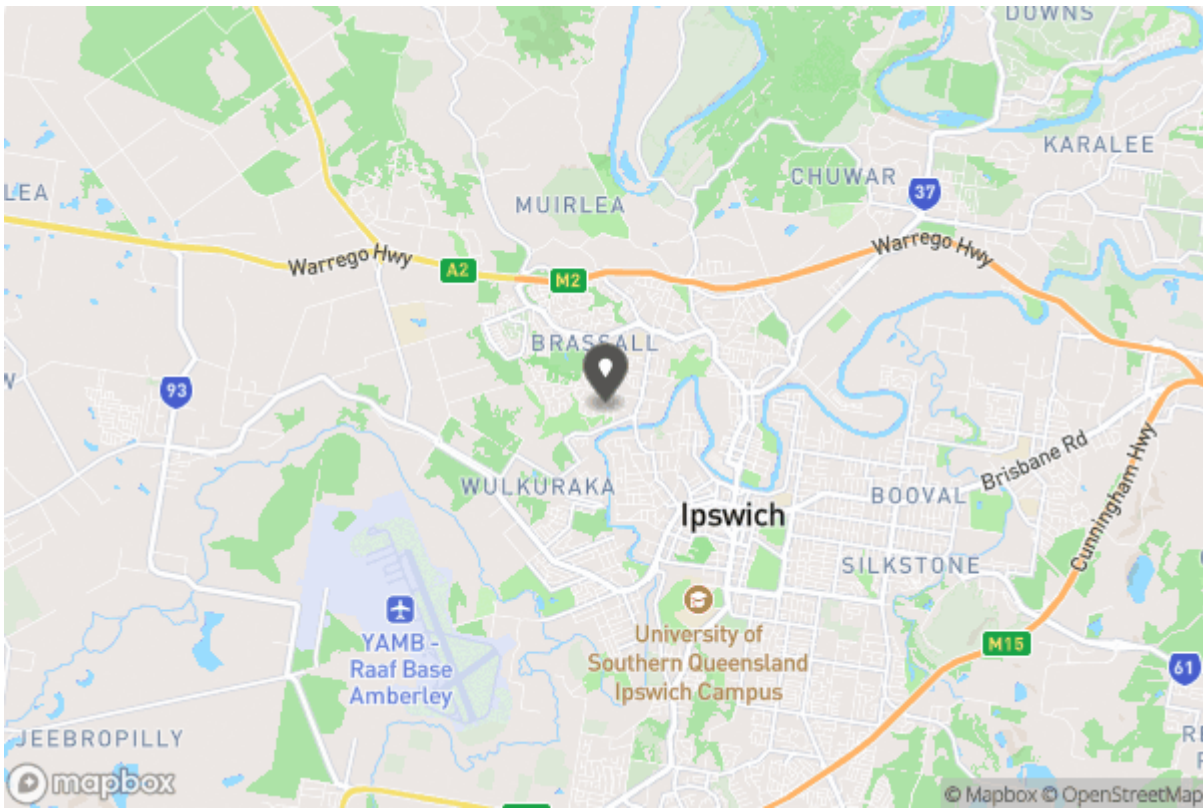 DOWNS
KARALEE
CHUWAR
37
LEA
MUIRLEA
Warrego Hwy
Warrego Hwy
A2
M2
BRASSALL
93
Brisbane Rd
Cunningham Hwy
WULKURAKA
BOOVAL
Ipswich
SILKSTONE
YAMB -
Raaf Base
Amberley
University of
Southern Queensland
Ipswich Campus
M15
61
JEEBROPILLY
mapbox
© Mapbox © OpenStreetMap